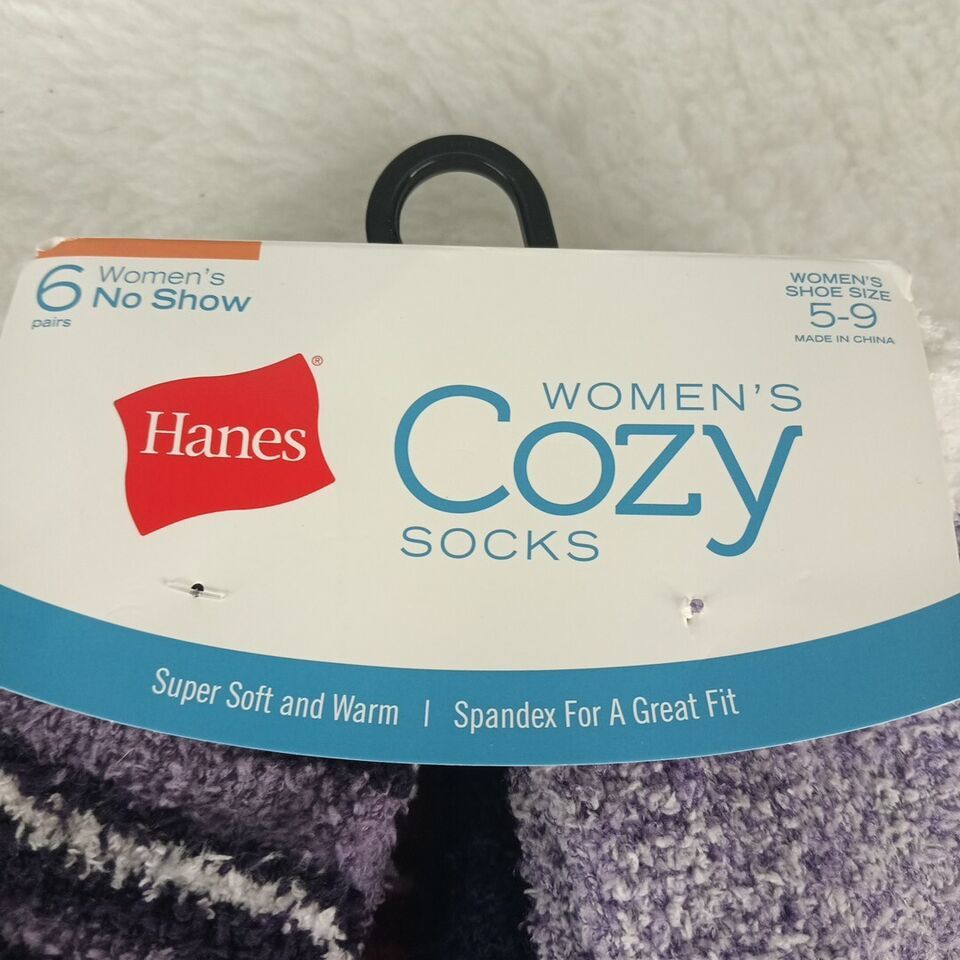 6 Women's
No Show
pairs
WOMEN'S
SHOE SIZE
5-9
MADE IN CHINA
Hanes®
WOMEN'S
Cozy
SOCKS
Super Soft and Warm | Spandex For A Great Fit